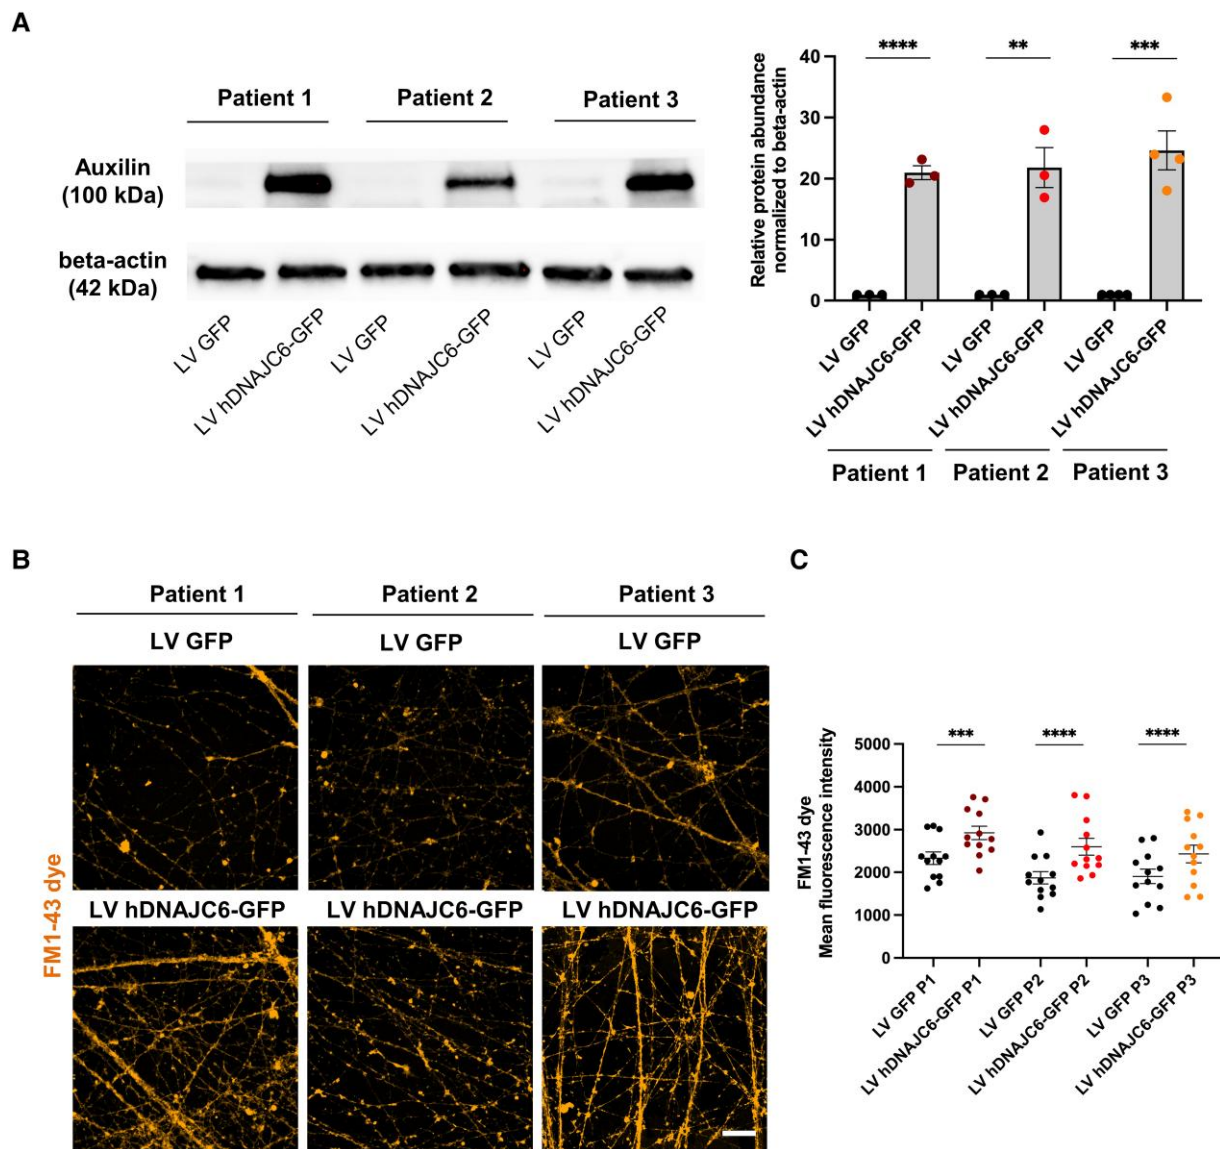 A
Patient 1
Patient 2
Patient 3
Auxilin
(100 kDa)
beta-actin
(42 kDa)
LV GFP
LV hDNAJC6-GFP
LV GFP
LV hDNAJC6-GFP
LV GFP
LV hDNAJC6-GFP
Relative protein abundance
normalized to beta-actin
40
30
20
10
0
****
**
***
LV GFP
LV hDNAJC6-GFP
LV GFP
LV hDNAJC6-GFP
LV GFP
LV hDNAJC6-GFP
Patient 1
Patient 2
Patient 3
B
Patient 1
Patient 2
Patient 3
LV GFP
LV GFP
LV GFP
LV hDNAJC6-GFP
LV hDNAJC6-GFP
LV hDNAJC6-GFP
FM1-43 dye
C
FM1-43 dye
Mean fluorescence intensity
5000
4000
3000
2000
1000
0
***
****
****
LV GFP P1
LV hDNAJC6-GFP P1
LV GFP P2
LV hDNAJC6-GFP P2
LV GFP P3
LV hDNAJC6-GFP P3